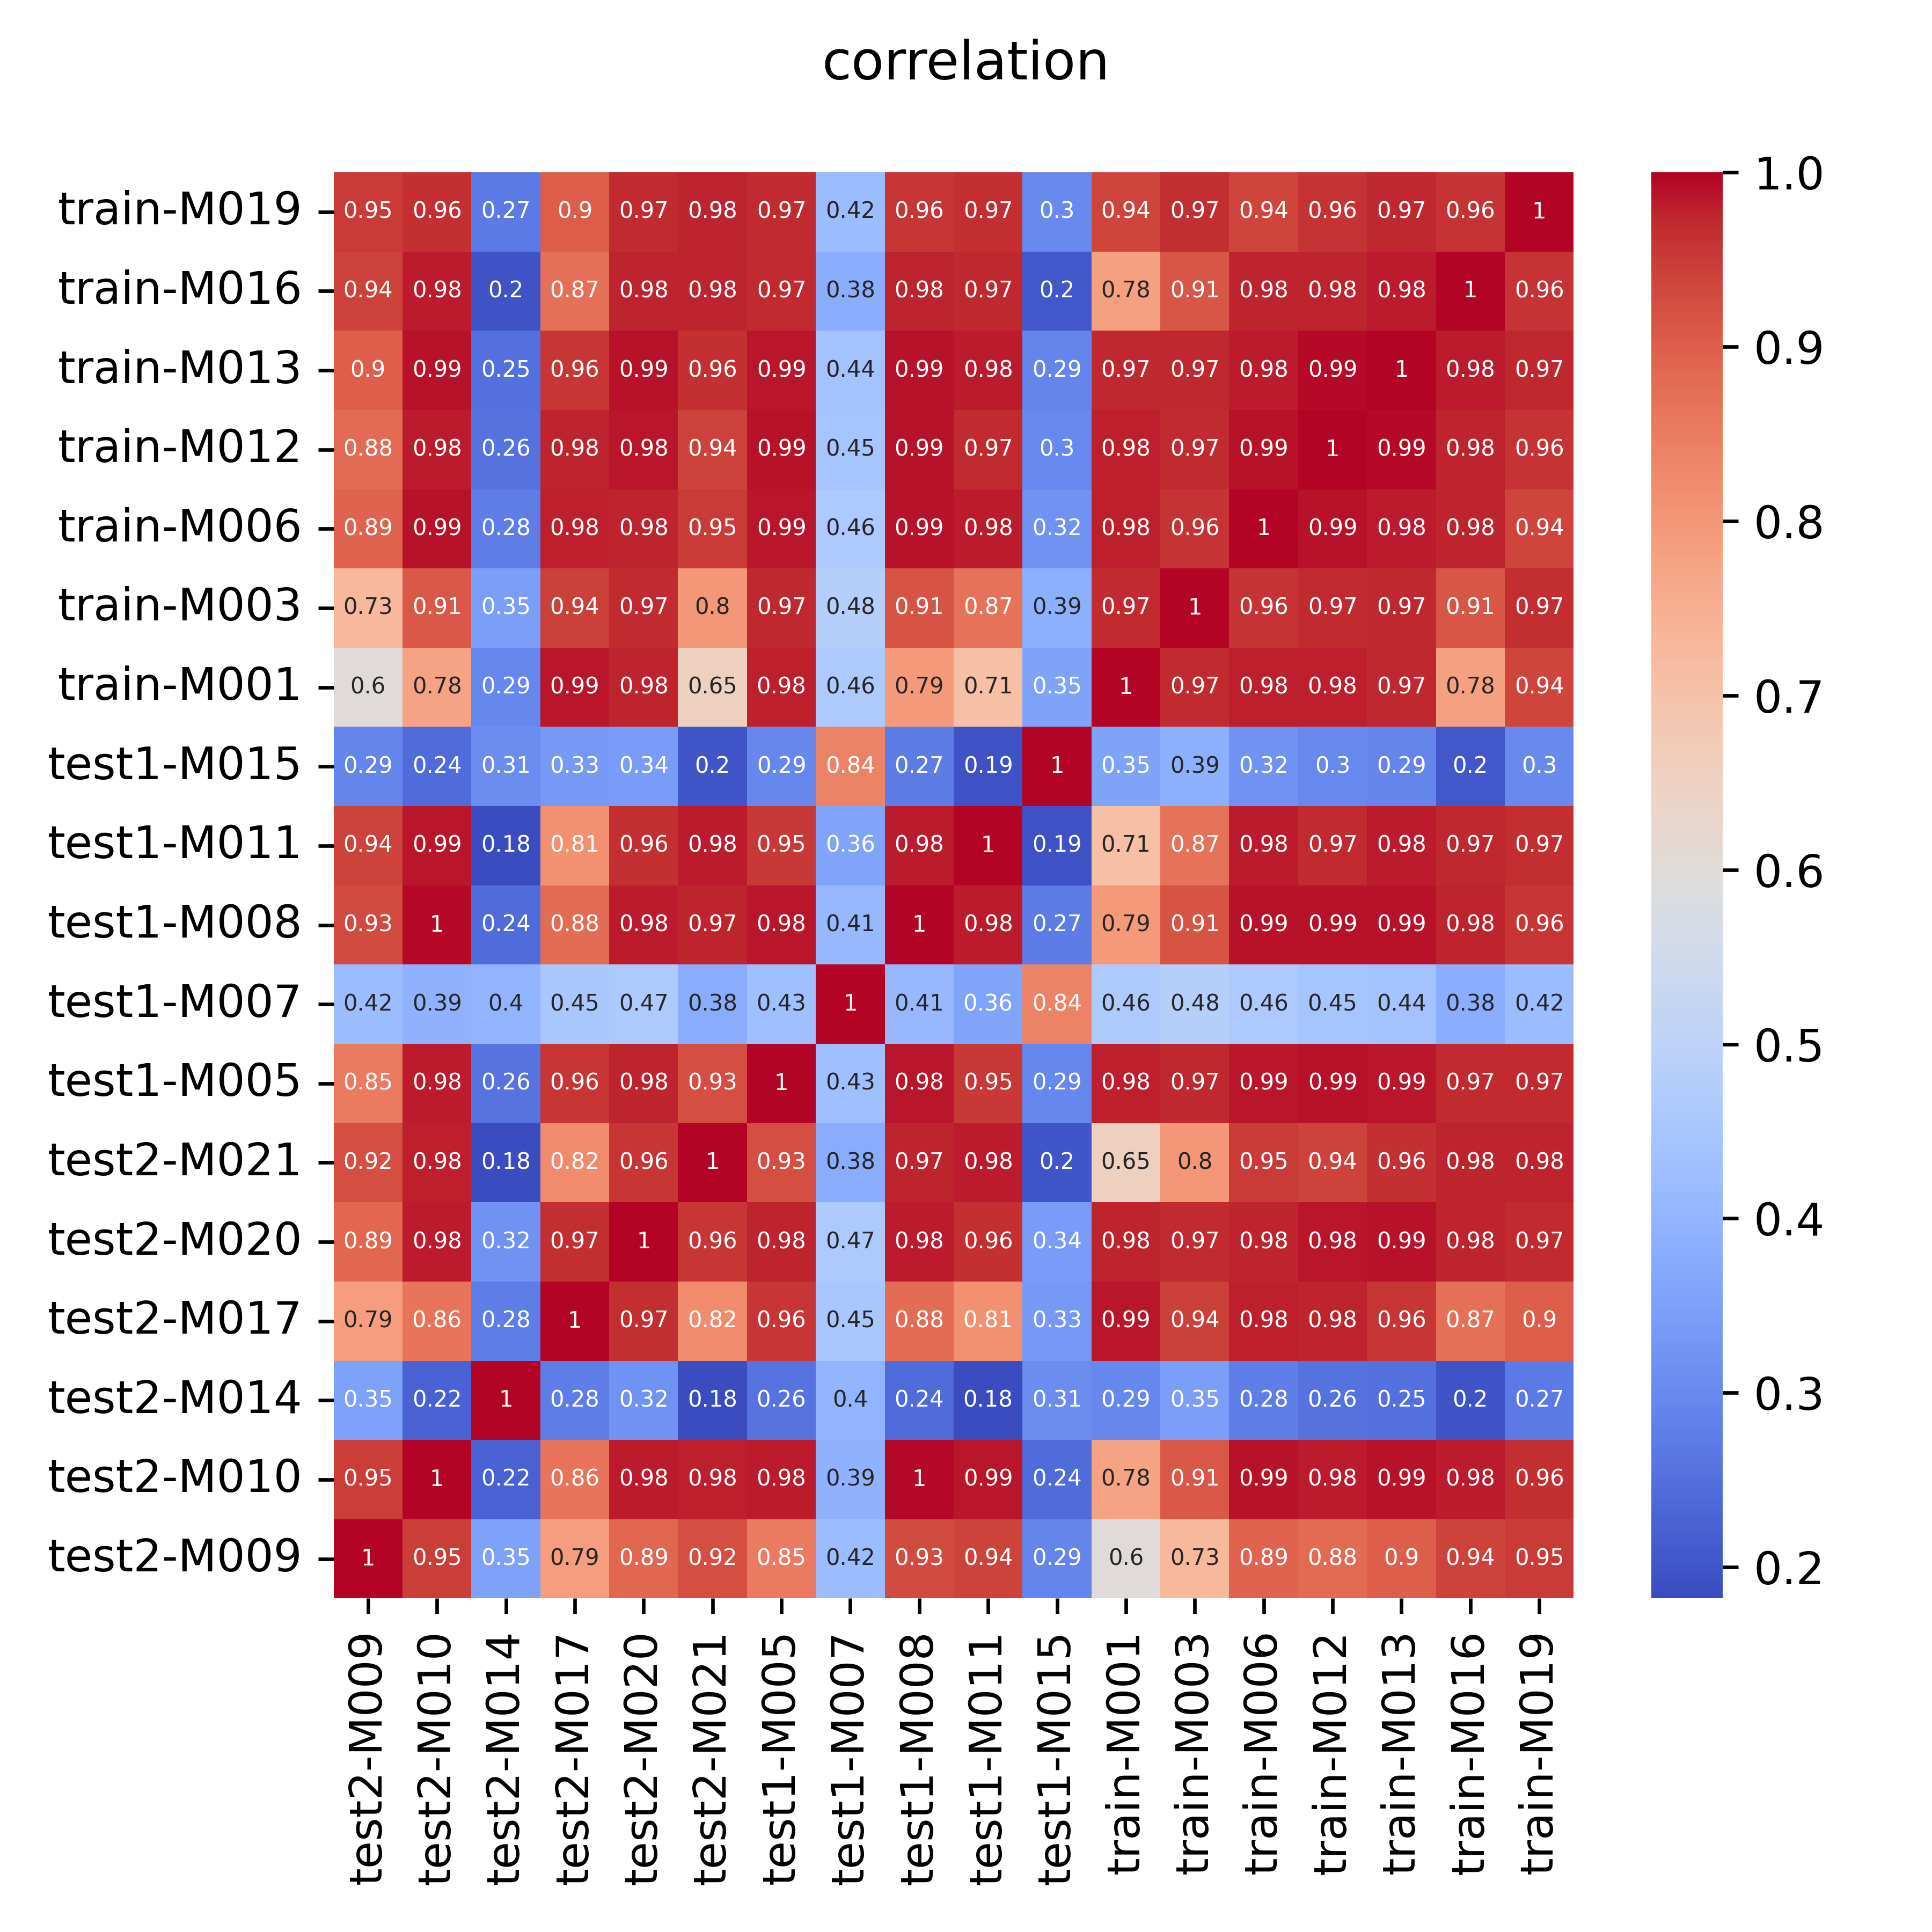 correlation
train-M019 0.95 0.96 0.27 0.9 0.97 0.98 0.97 0.42 0.96 0.97 0.3 0.94 0.97 0.94 0.96 0.97 0.96 1
train-M016 0.94 0.98 0.2 0.87 0.98 0.98 0.97 0.38 0.98 0.97 0.2 0.78 0.91 0.98 0.98 0.98 1 0.96
train-M013 0.9 0.99 0.25 0.96 0.99 0.96 0.99 0.44 0.99 0.98 0.29 0.97 0.97 0.98 0.99 1 0.98 0.97
train-M012 0.88 0.98 0.26 0.98 0.98 0.94 0.99 0.45 0.99 0.97 0.3 0.98 0.97 0.99 1 0.99 0.98 0.96
train-M006 0.89 0.99 0.28 0.98 0.98 0.95 0.99 0.46 0.99 0.98 0.32 0.98 0.96 1 0.99 0.98 0.98 0.94
train-M003 0.73 0.91 0.35 0.94 0.97 0.8 0.97 0.48 0.91 0.87 0.39 0.97 1 0.96 0.97 0.97 0.91 0.97
train-M001 0.6 0.78 0.29 0.99 0.98 0.65 0.98 0.46 0.79 0.71 0.35 1 0.97 0.98 0.98 0.97 0.78 0.94
test1-M015 0.29 0.24 0.31 0.33 0.34 0.2 0.29 0.84 0.27 0.19 1 0.35 0.39 0.32 0.3 0.29 0.2 0.3
test1-M011 0.94 0.99 0.18 0.81 0.96 0.98 0.95 0.36 0.98 1 0.19 0.71 0.87 0.98 0.97 0.98 0.97 0.97
test1-M008 0.93 1 0.24 0.88 0.98 0.97 0.98 0.41 1 0.98 0.27 0.79 0.91 0.99 0.99 0.99 0.98 0.96
test1-M007 0.42 0.39 0.4 0.45 0.47 0.38 0.43 1 0.41 0.36 0.84 0.46 0.48 0.46 0.45 0.44 0.38 0.42
test1-M005 0.85 0.98 0.26 0.96 0.98 0.93 1 0.43 0.98 0.95 0.29 0.98 0.97 0.99 0.99 0.99 0.97 0.97
test2-M021 0.92 0.98 0.18 0.82 0.96 1 0.93 0.38 0.97 0.98 0.2 0.65 0.8 0.95 0.94 0.96 0.98 0.98
test2-M020 0.89 0.98 0.32 0.97 1 0.96 0.98 0.47 0.98 0.96 0.34 0.98 0.97 0.98 0.98 0.99 0.98 0.97
test2-M017 0.79 0.86 0.28 1 0.97 0.82 0.96 0.45 0.88 0.81 0.33 0.99 0.94 0.98 0.98 0.96 0.87 0.9
test2-M014 0.35 0.22 1 0.28 0.32 0.18 0.26 0.4 0.24 0.18 0.31 0.29 0.35 0.28 0.26 0.25 0.2 0.27
test2-M010 0.95 1 0.22 0.86 0.98 0.98 0.98 0.39 1 0.99 0.24 0.78 0.91 0.99 0.98 0.99 0.98 0.96
test2-M009 1 0.95 0.35 0.79 0.89 0.92 0.85 0.42 0.93 0.94 0.29 0.6 0.73 0.89 0.88 0.9 0.94 0.95
test2-M009
test2-M010
test2-M014
test2-M017
test2-M020
test2-M021
test1-M005
test1-M007
test1-M008
test1-M011
test1-M015
train-M001
train-M003
train-M006
train-M012
train-M013
train-M016
train-M019
1.0
0.9
0.8
0.7
0.6
0.5
0.4
0.3
0.2